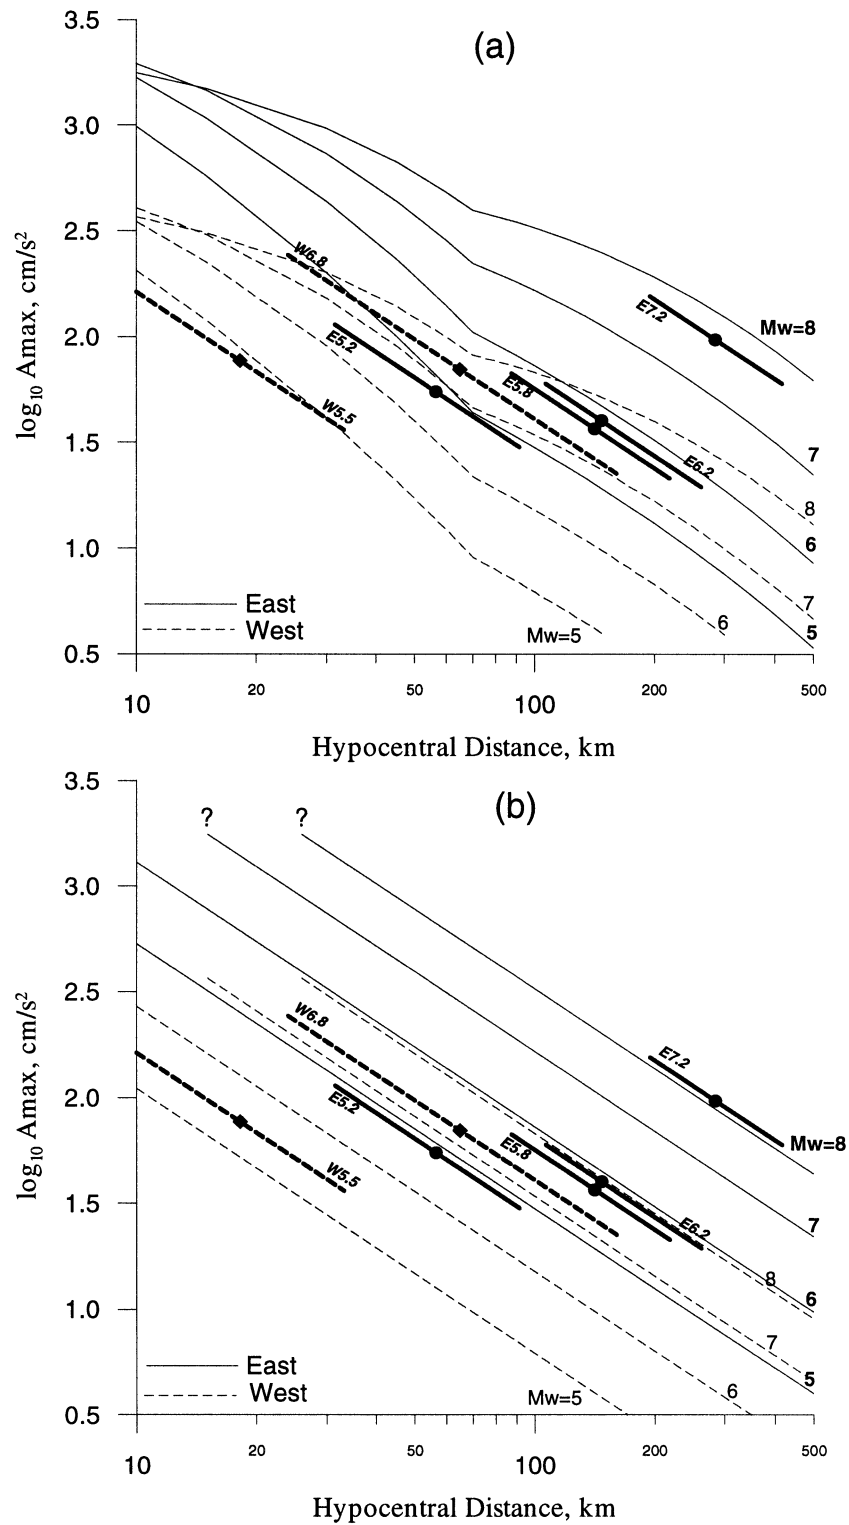 (a)
3.5
3.0
2.5
2.0
1.5
1.0
0.5
log10 Amax, cm/s²
W6.8
E5.2
W5.5
E5.8
E6.2
E7.2
Mw=8
7
8
6
7
5
6
Mw=5
East
West
10
20
50
100
200
500
Hypocentral Distance, km
(b)
3.5
3.0
2.5
2.0
1.5
1.0
0.5
log10 Amax, cm/s²
?
?
W6.8
E5.2
W5.5
E5.8
E6.2
E7.2
Mw=8
7
8
6
7
5
6
Mw=5
East
West
10
20
50
100
200
500
Hypocentral Distance, km